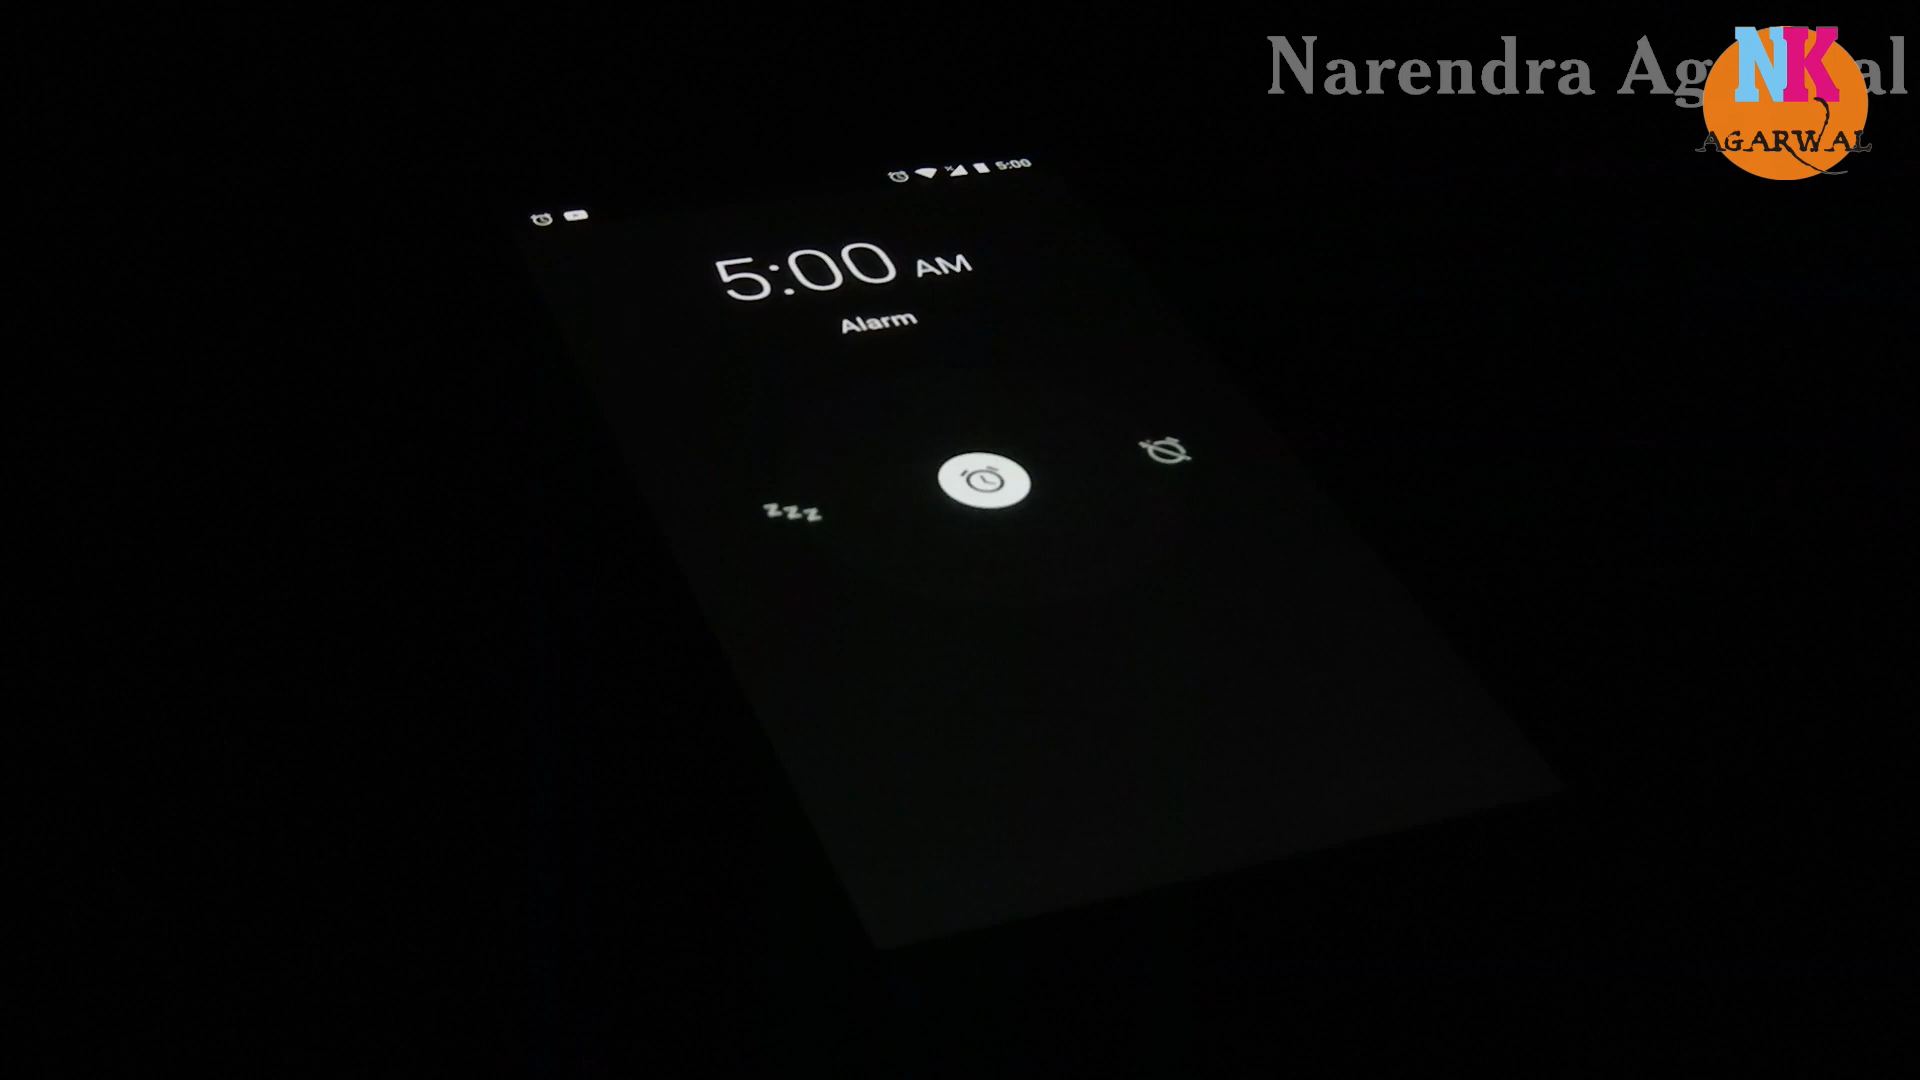 Narendra Ag al
NK
AGARWAL
5:00
5:00 AM
Alarm
zzz